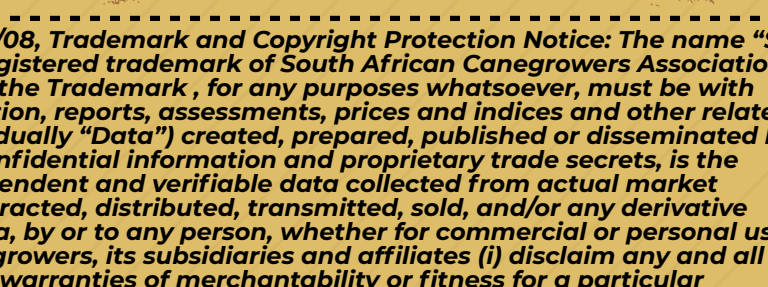 /08, Trademark and Copyright Protection Notice: The name “S
gistered trademark of South African Canegrowers Associatio
the Trademark , for any purposes whatsoever, must be with
ion, reports, assessments, prices and indices and other relate
dually “Data”) created, prepared, published or disseminated
nfidential information and proprietary trade secrets, is the
endent and verifiable data collected from actual market
racted, distributed, transmitted, sold, and/or any derivative
a, by or to any person, whether for commercial or personal us
growers, its subsidiaries and affiliates (i) disclaim any and all
warranties of merchantability or fitness for a particular